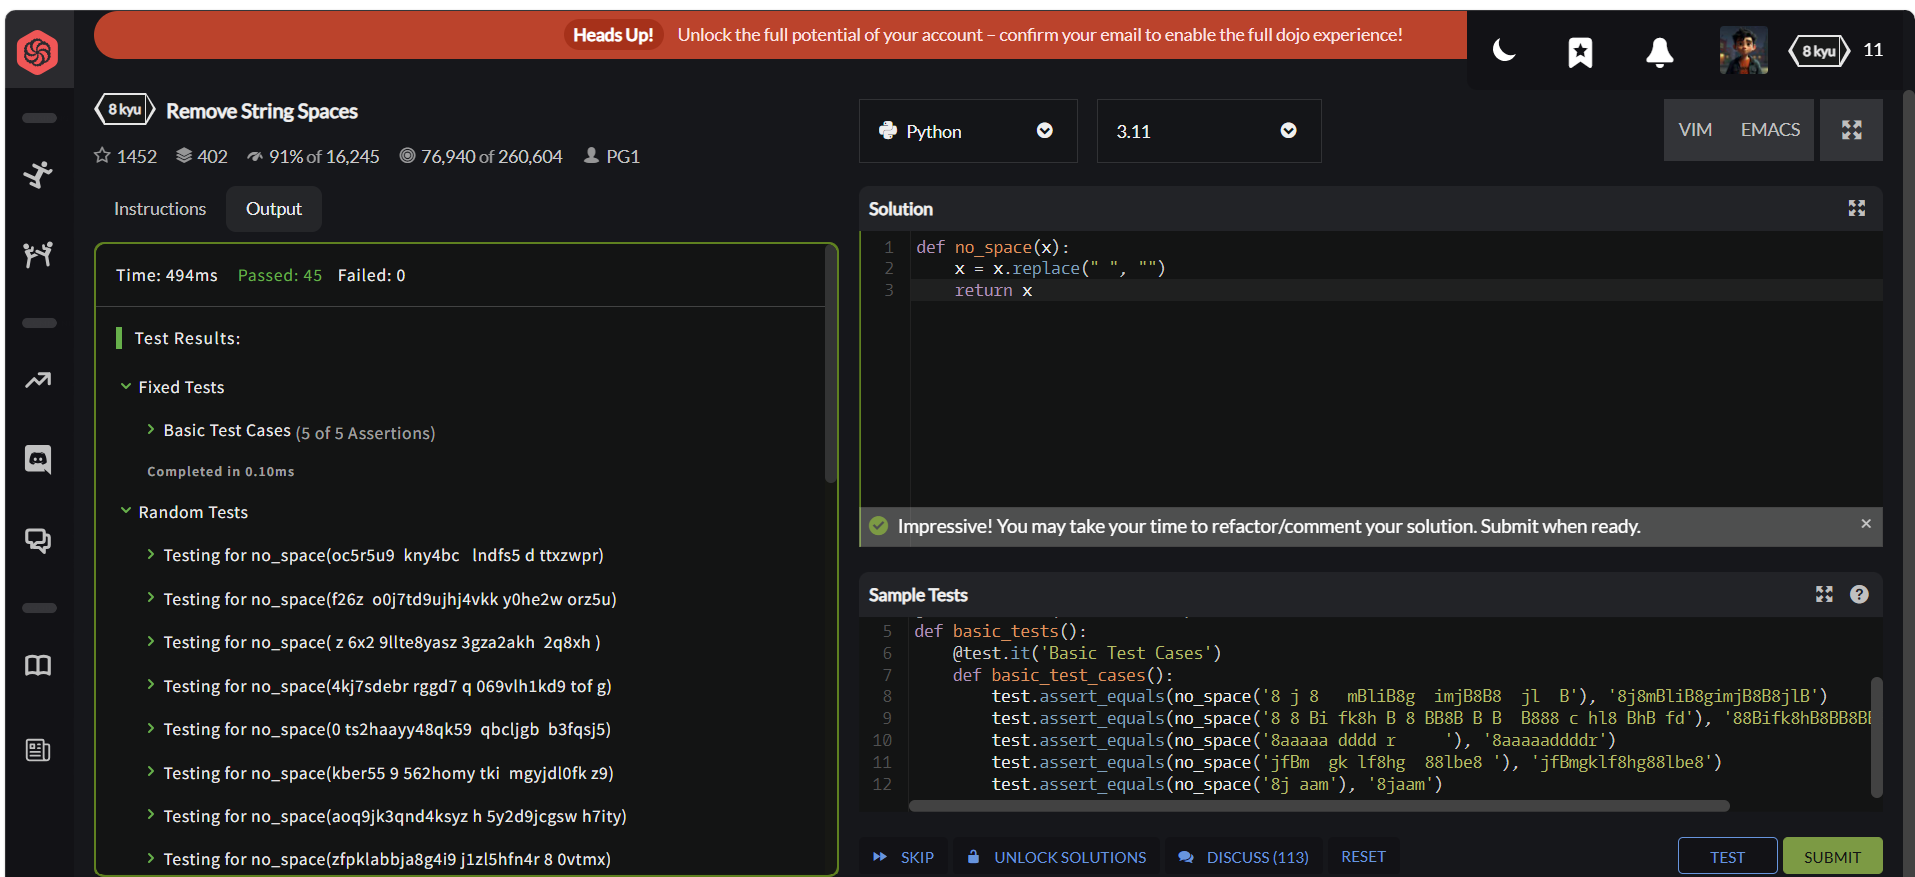 Heads Up! Unlock the full potential of your account – confirm your email to enable the full dojo experience!
8 kyu 11
8 kyu Remove String Spaces
1452 402 91% of 16,245 76,940 of 260,604 PG1
Instructions Output
Time: 494ms Passed: 45 Failed: 0
Test Results:
Fixed Tests
Basic Test Cases (5 of 5 Assertions)
Completed in 0.10ms
Random Tests
Testing for no_space(oc5r5u9  kny4bc   lndfs5 d ttxzwpr)
Testing for no_space(f26z  o0j7td9ujhj4vkk y0he2w orz5u)
Testing for no_space( z 6x2 9llte8yasz 3gza2akh  2q8xh )
Testing for no_space(4kj7sdebr rggd7 q 069vlh1kd9 tof g)
Testing for no_space(0 ts2haayy48qk59  qbcljgb  b3fqsj5)
Testing for no_space(kber55 9 562homy tki  mgyjdl0fk z9)
Testing for no_space(aoq9jk3qnd4ksyz h 5y2d9jcgsw h7ity)
Testing for no_space(zfpklabbja8g4i9 j1zl5hfn4r 8 0vtmx)
Python 3.11
VIM EMACS
Solution
1 def no_space(x):
2     x = x.replace(" ", "")
3     return x
Impressive! You may take your time to refactor/comment your solution. Submit when ready. ×
Sample Tests ?
5 def basic_tests():
6     @test.it('Basic Test Cases')
7     def basic_test_cases():
8         test.assert_equals(no_space('8 j 8   mBliB8g  imjB8B8  jl  B'), '8j8mBliB8gimjB8B8jlB')
9         test.assert_equals(no_space('8 8 Bi fk8h B 8 BB8B B B  B888 c hl8 BhB fd'), '88Bifk8hB8BB8B
10         test.assert_equals(no_space('8aaaaa dddd r     '), '8aaaaaddddr')
11         test.assert_equals(no_space('jfBm  gk lf8hg  88lbe8 '), 'jfBmgklf8hg88lbe8')
12         test.assert_equals(no_space('8j aam'), '8jaam')
SKIP UNLOCK SOLUTIONS DISCUSS (113) RESET TEST SUBMIT